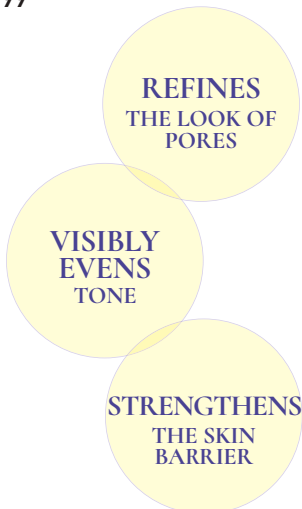 REFINES
THE LOOK OF
PORES
VISIBLY
EVENS
TONE
STRENGTHENS
THE SKIN
BARRIER